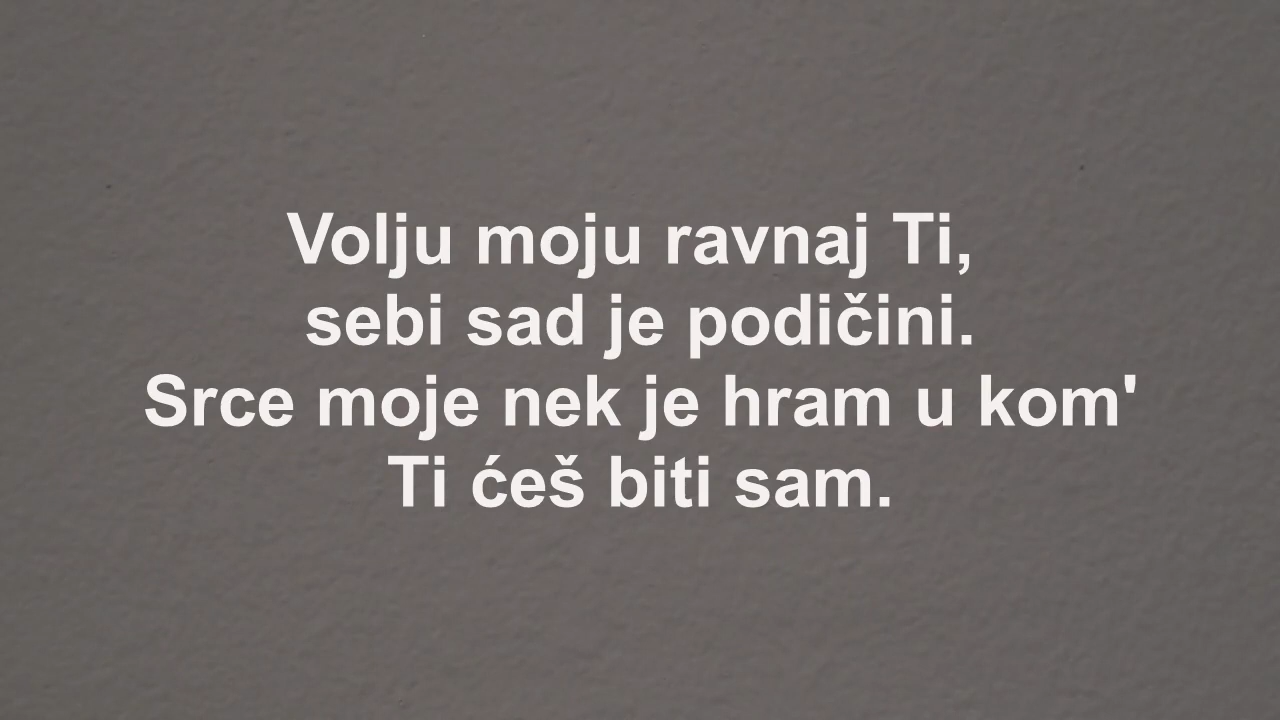 Volju moju ravnaj Ti,
sebi sad je podičini.
Srce moje nek je hram u kom'
Ti ćeš biti sam.